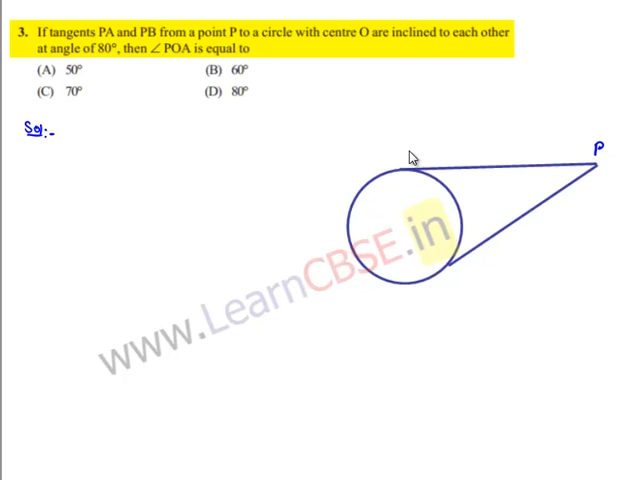 3. If tangents PA and PB from a point P to a circle with centre O are inclined to each other
at angle of 80°, then ∠ POA is equal to
(A) 50° (B) 60°
(C) 70° (D) 80°
Sol:-
P
www.LearnCBSE.in